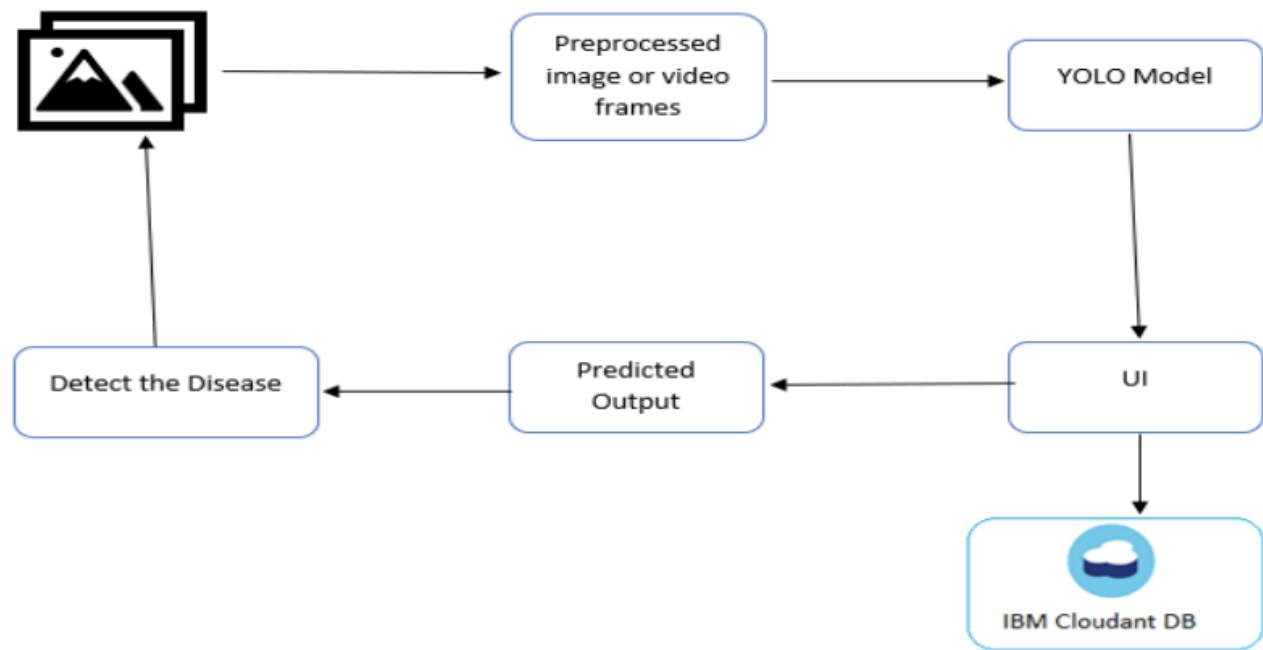 Preprocessed
image or video
frames
YOLO Model
Detect the Disease
Predicted
Output
UI
IBM Cloudant DB